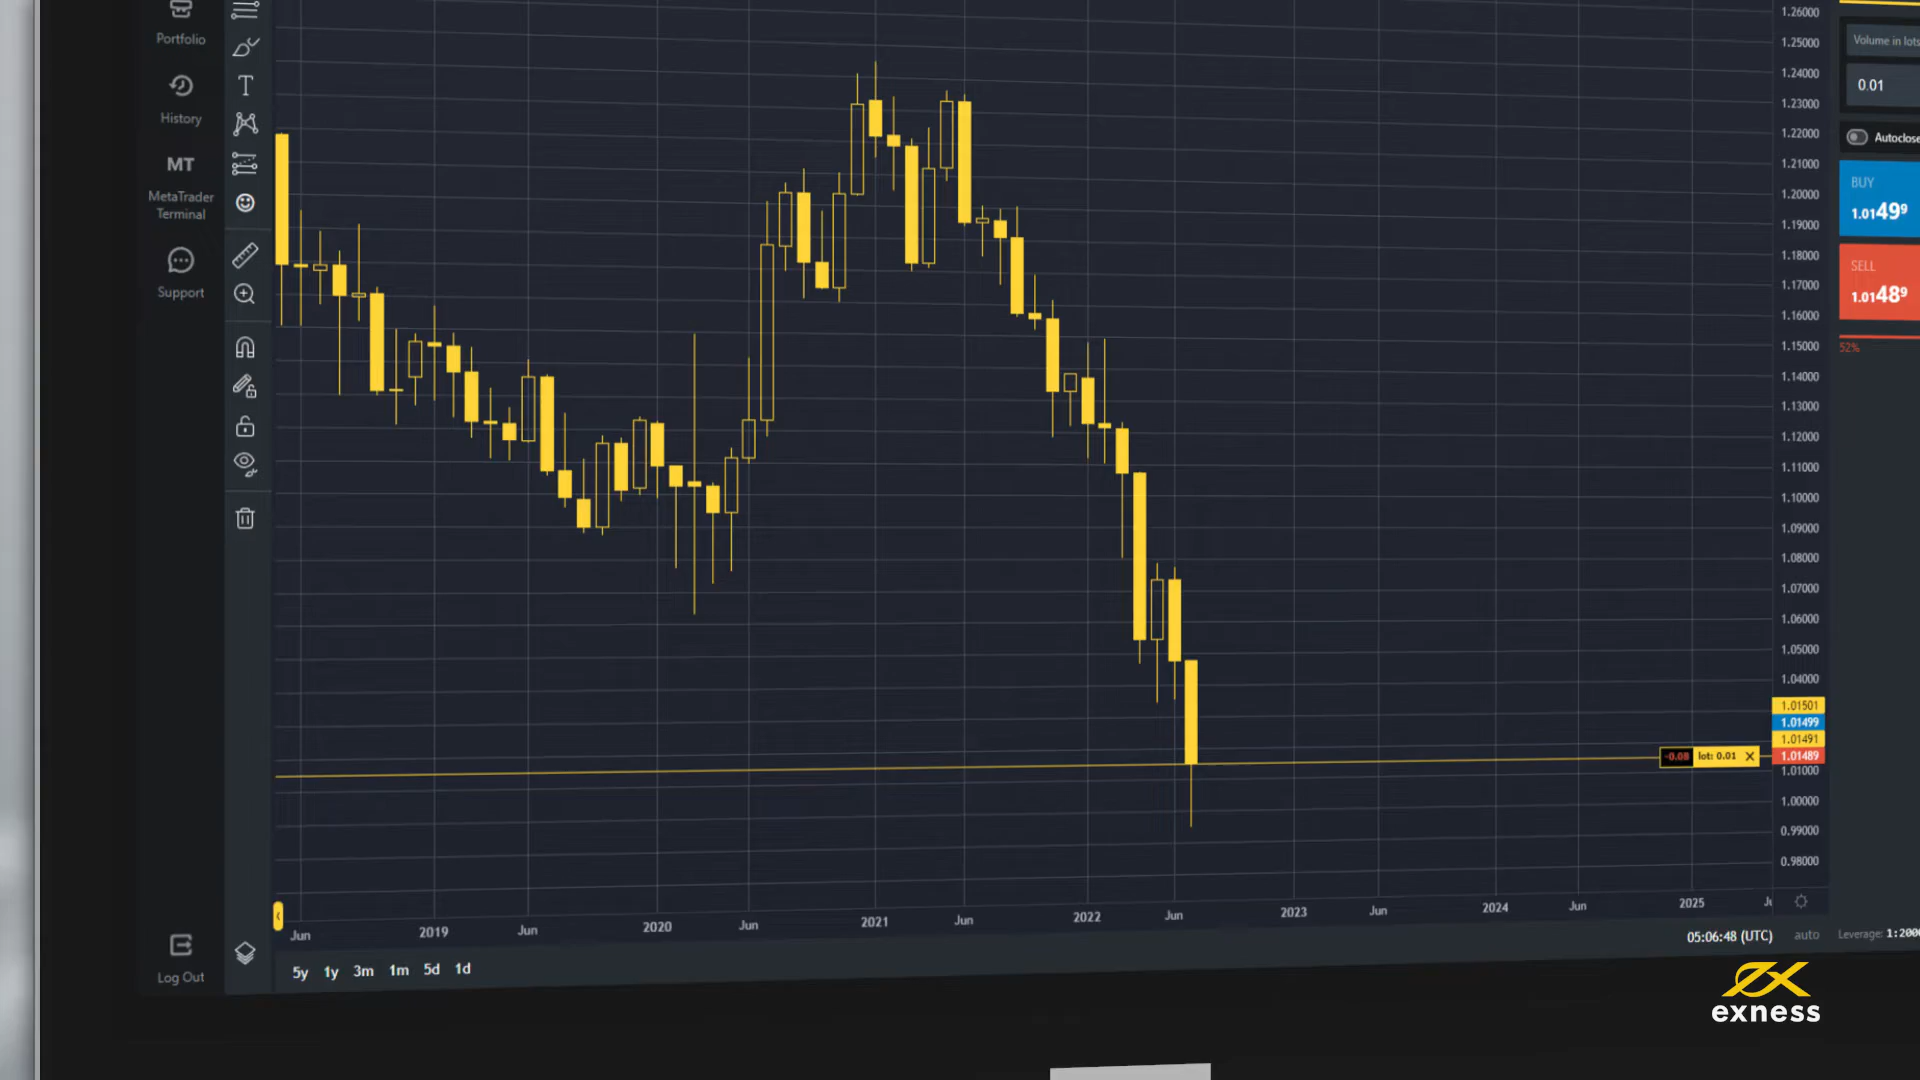 Portfolio
History
MT
MetaTrader
Terminal
Support
Log Out
T
1.26000
1.25000
1.24000
1.23000
1.22000
1.21000
1.20000
1.19000
1.18000
1.17000
1.16000
1.15000
1.14000
1.13000
1.12000
1.11000
1.10000
1.09000
1.08000
1.07000
1.06000
1.05000
1.04000
1.01501
1.01499
1.01491
1.01489
1.01000
1.00000
0.99000
0.98000
-0.08 lot: 0.01 X
Jun 2019 Jun 2020 Jun 2021 Jun 2022 Jun 2023 Jun 2024 Jun 2025
5y 1y 3m 1m 5d 1d
05:06:48 (UTC) auto
Volume in lots
0.01
Autoclose
BUY
1.01499
SELL
1.01489
52%
Leverage: 1:2000
exness